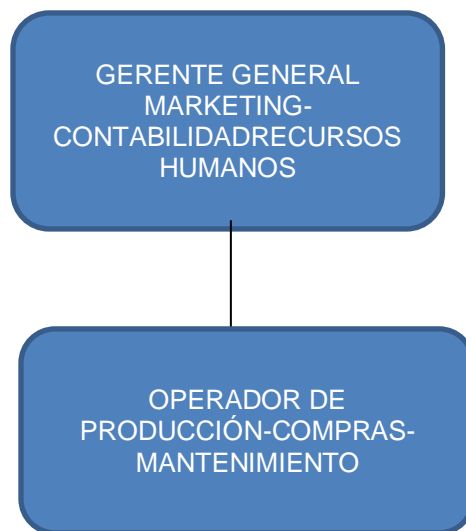 GERENTE GENERAL
MARKETING-
CONTABILIDADRECURSOS
HUMANOS
OPERADOR DE
PRODUCCIÓN-COMPRAS-
MANTENIMIENTO